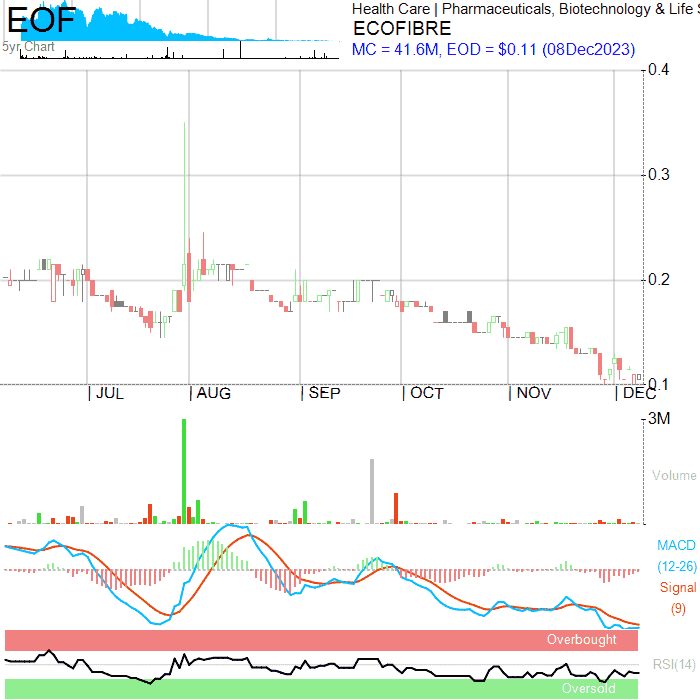 EOF
5yr. Chart
Health Care | Pharmaceuticals, Biotechnology & Life S
ECOFIBRE
MC = 41.6M, EOD = $0.11 (08Dec2023)
0.4
0.3
0.2
0.1
JUL
AUG
SEP
OCT
NOV
DEC
3M
Volume
MACD
(12-26)
Signal
(9)
Overbought
RSI(14)
Oversold